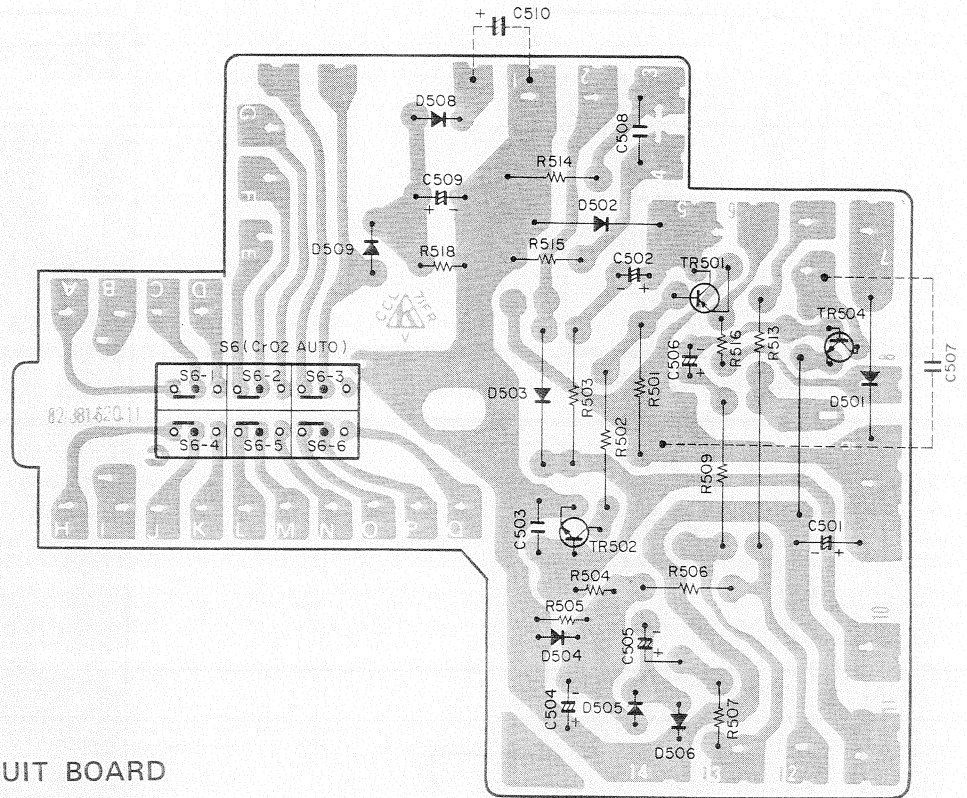 + C510
1
2
3
D508
C508
G
R514
4
F
C509
+ -
D502
5
6
E
D509
R518
R515
7
C502
- +
TR501
A
B
C
D
TR504
S6(CrO2 AUTO)
C506
+
R516
R513
8
C507
S6-1
S6-2
S6-3
D503
R503
R501
D501
82-381-620-11
S6-4
S6-5
S6-6
R502
R509
H
I
J
K
L
M
N
O
P
Q
C503
C501
- +
TR502
R504
R506
R505
10
D504
C505
-
+
C504
-
+
D505
R507
11
D506
UIT BOARD
14
13
12